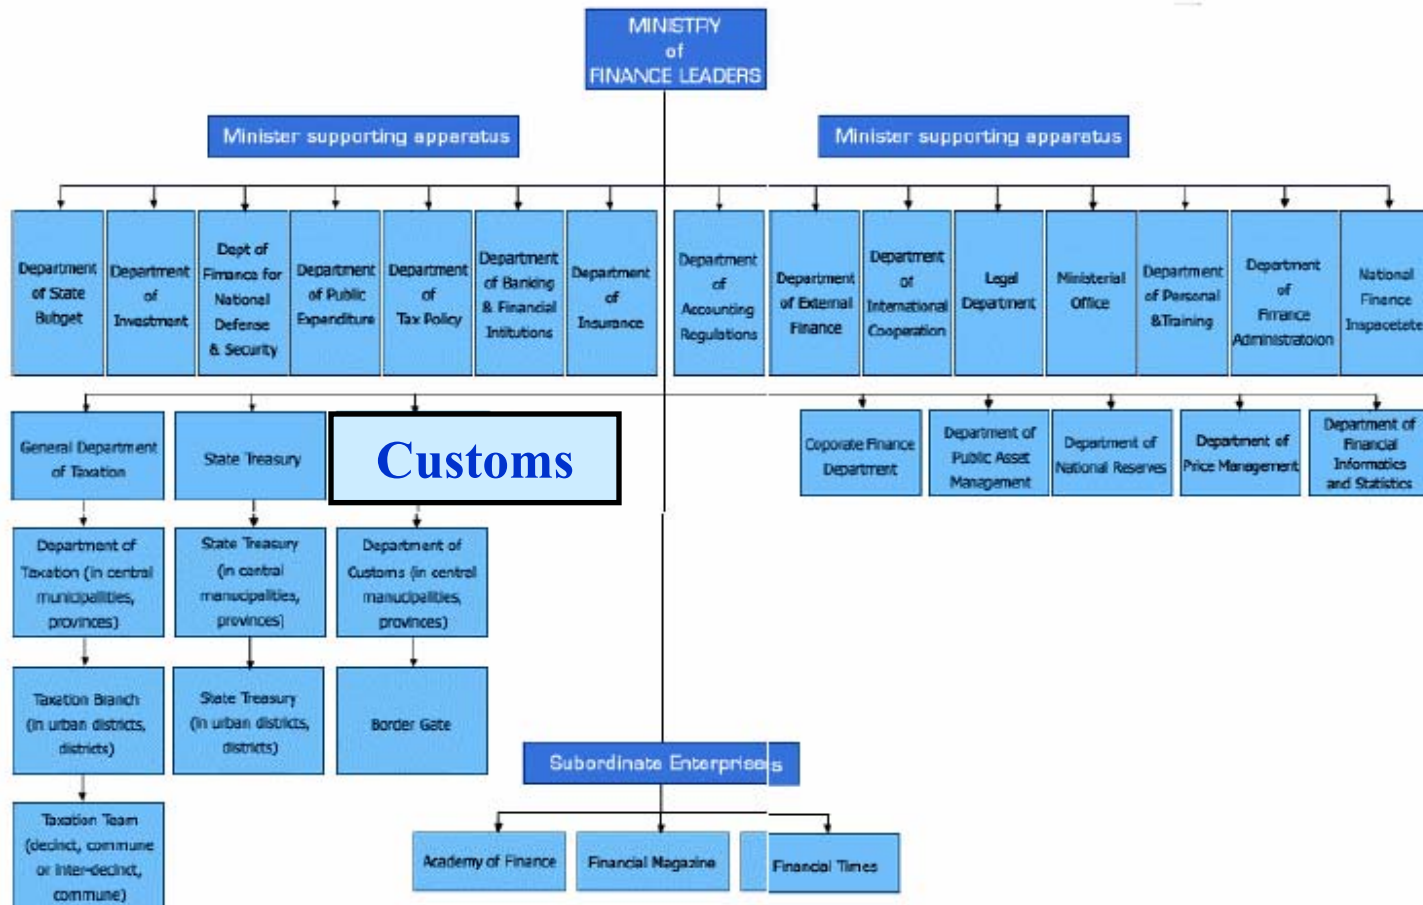 MINISTRY
of
FINANCE LEADERS
Minister supporting apparatus
Minister supporting apparatus
Department
of State
Budget
Department
of
Investment
Dept of
Finance for
National
Defense
& Security
Department
of Public
Expenditure
Department
of
Tax Policy
Department
of Banking
& Financial
Intitutions
Department
of
Insurance
Department
of
Accounting
Regulations
Department
of External
Finance
Department
of
International
Cooperation
Legal
Department
Ministerial
Office
Department
of Personal
&Training
Department
of
Finance
Administratoion
National
Finance
Inspacetate
General Department
of Taxation
State Treasury
Customs
Coporate Finance
Department
Department of
Public Asset
Management
Department of
National Reserves
Department of
Price Management
Department of
Financial
Informatics
and Statistics
Department of
Taxation (in central
municipallities,
provinces)
State Treasury
(in central
manucipalities,
provinces)
Department of
Customs (in central
manucipalities,
provinces)
Taxation Branch
(in urban districts,
districts)
State Treasury
(in urban districts,
districts)
Border Gate
Taxation Team
(decinct, commune
or inter-decinct,
commune)
Subordinate Enterprises
Academy of Finance
Financial Magazine
Financial Times